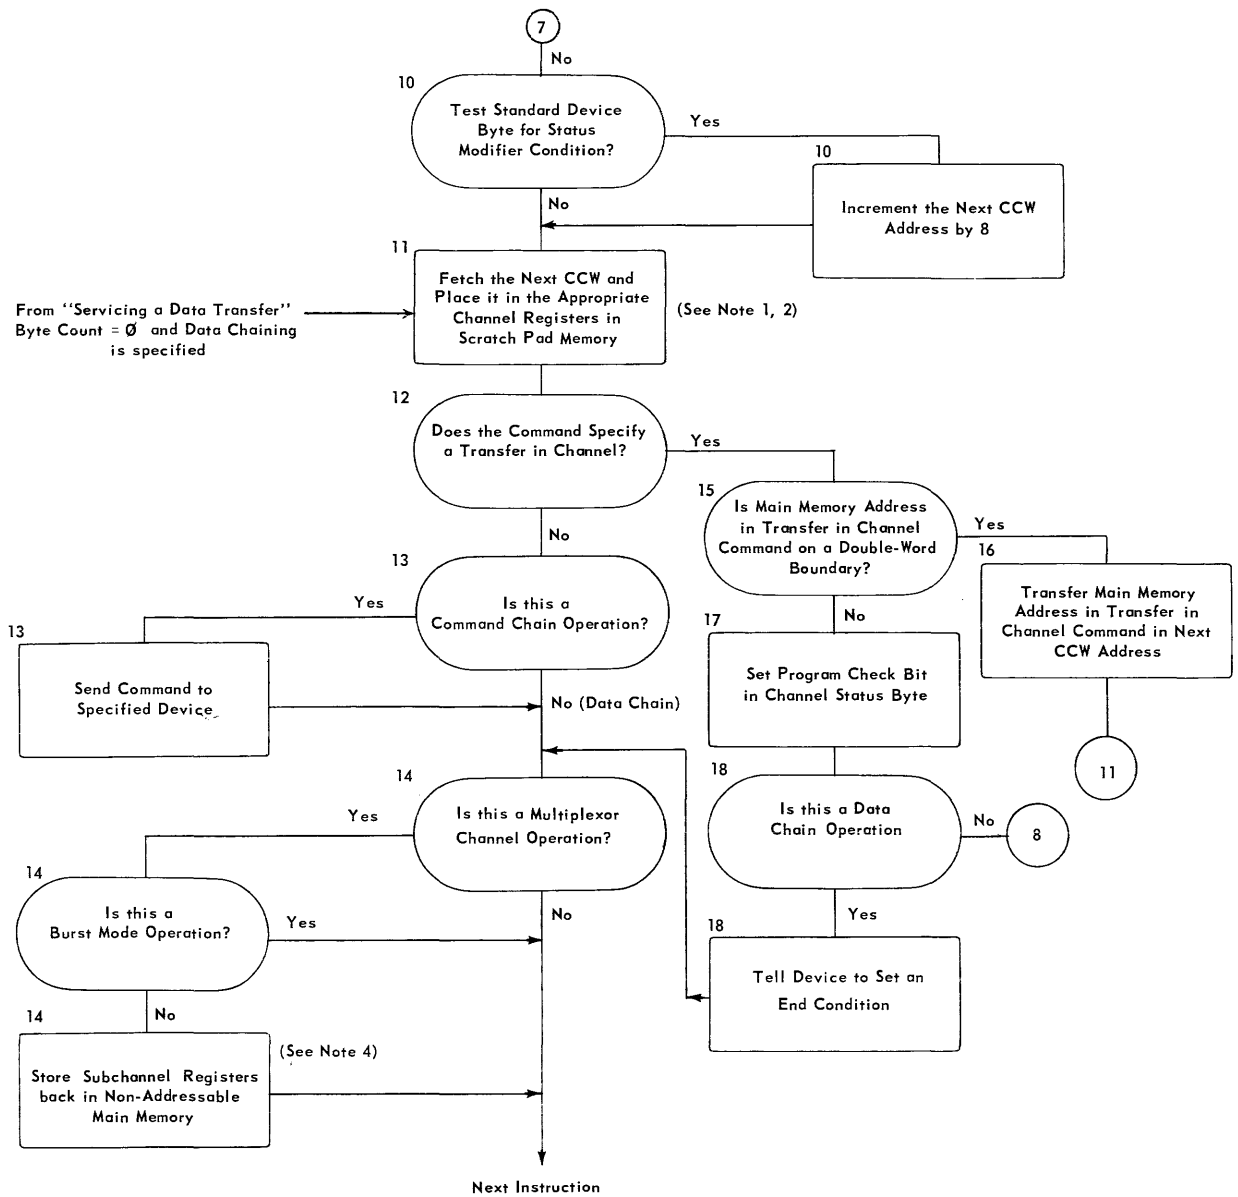 7
No
10
Test Standard Device
Byte for Status
Modifier Condition?
Yes
10
Increment the Next CCW
Address by 8
No
11
Fetch the Next CCW and
Place it in the Appropriate
Channel Registers in
Scratch Pad Memory
(See Note 1, 2)
From "Servicing a Data Transfer"
Byte Count = Ø and Data Chaining
is specified
12
Does the Command Specify
a Transfer in Channel?
Yes
No
15
Is Main Memory Address
in Transfer in Channel
Command on a Double-Word
Boundary?
Yes
16
Transfer Main Memory
Address in Transfer in
Channel Command in Next
CCW Address
11
No
13
Is this a
Command Chain Operation?
Yes
13
Send Command to
Specified Device
No (Data Chain)
17
Set Program Check Bit
in Channel Status Byte
18
Is this a Data
Chain Operation
No
8
Yes
18
Tell Device to Set an
End Condition
14
Is this a Multiplexor
Channel Operation?
Yes
No
14
Is this a
Burst Mode Operation?
Yes
No
14
Store Subchannel Registers
back in Non-Addressable
Main Memory
(See Note 4)
Next Instruction